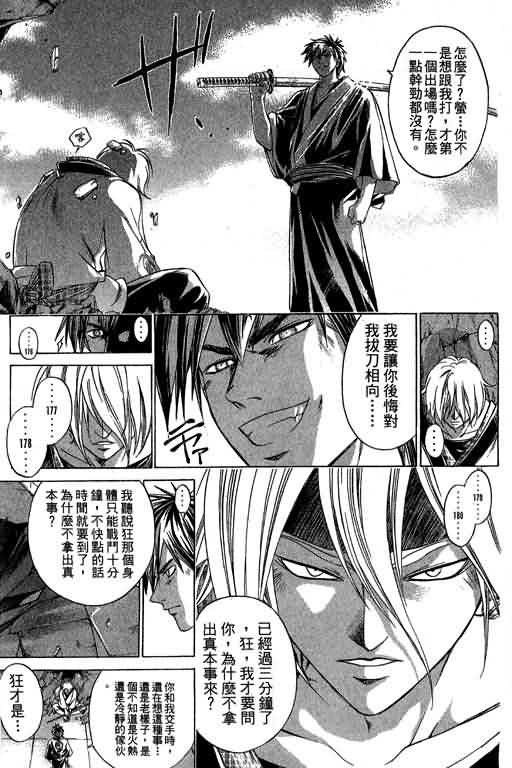 怎麼了？螢…你不
是想跟我打，才第
一個出場嗎？怎麼
一點幹勁都沒有。
…
我要讓你後悔對
我拔刀相向……
…
……
176
……
177
……
178
…
……
179
……
180
…
我聽說狂那個身
體只能戰鬥十分
鐘，不快點的話
時間就要到了，
為什麼不拿出真
本事？
已經過三分鐘了
，狂，我才要問
你，為什麼不拿
出真本事來？
你和我交手時，
還在想這種事…
還是老樣子，是
個不知道是火熱
還是冷靜的傢伙
。
狂才是…